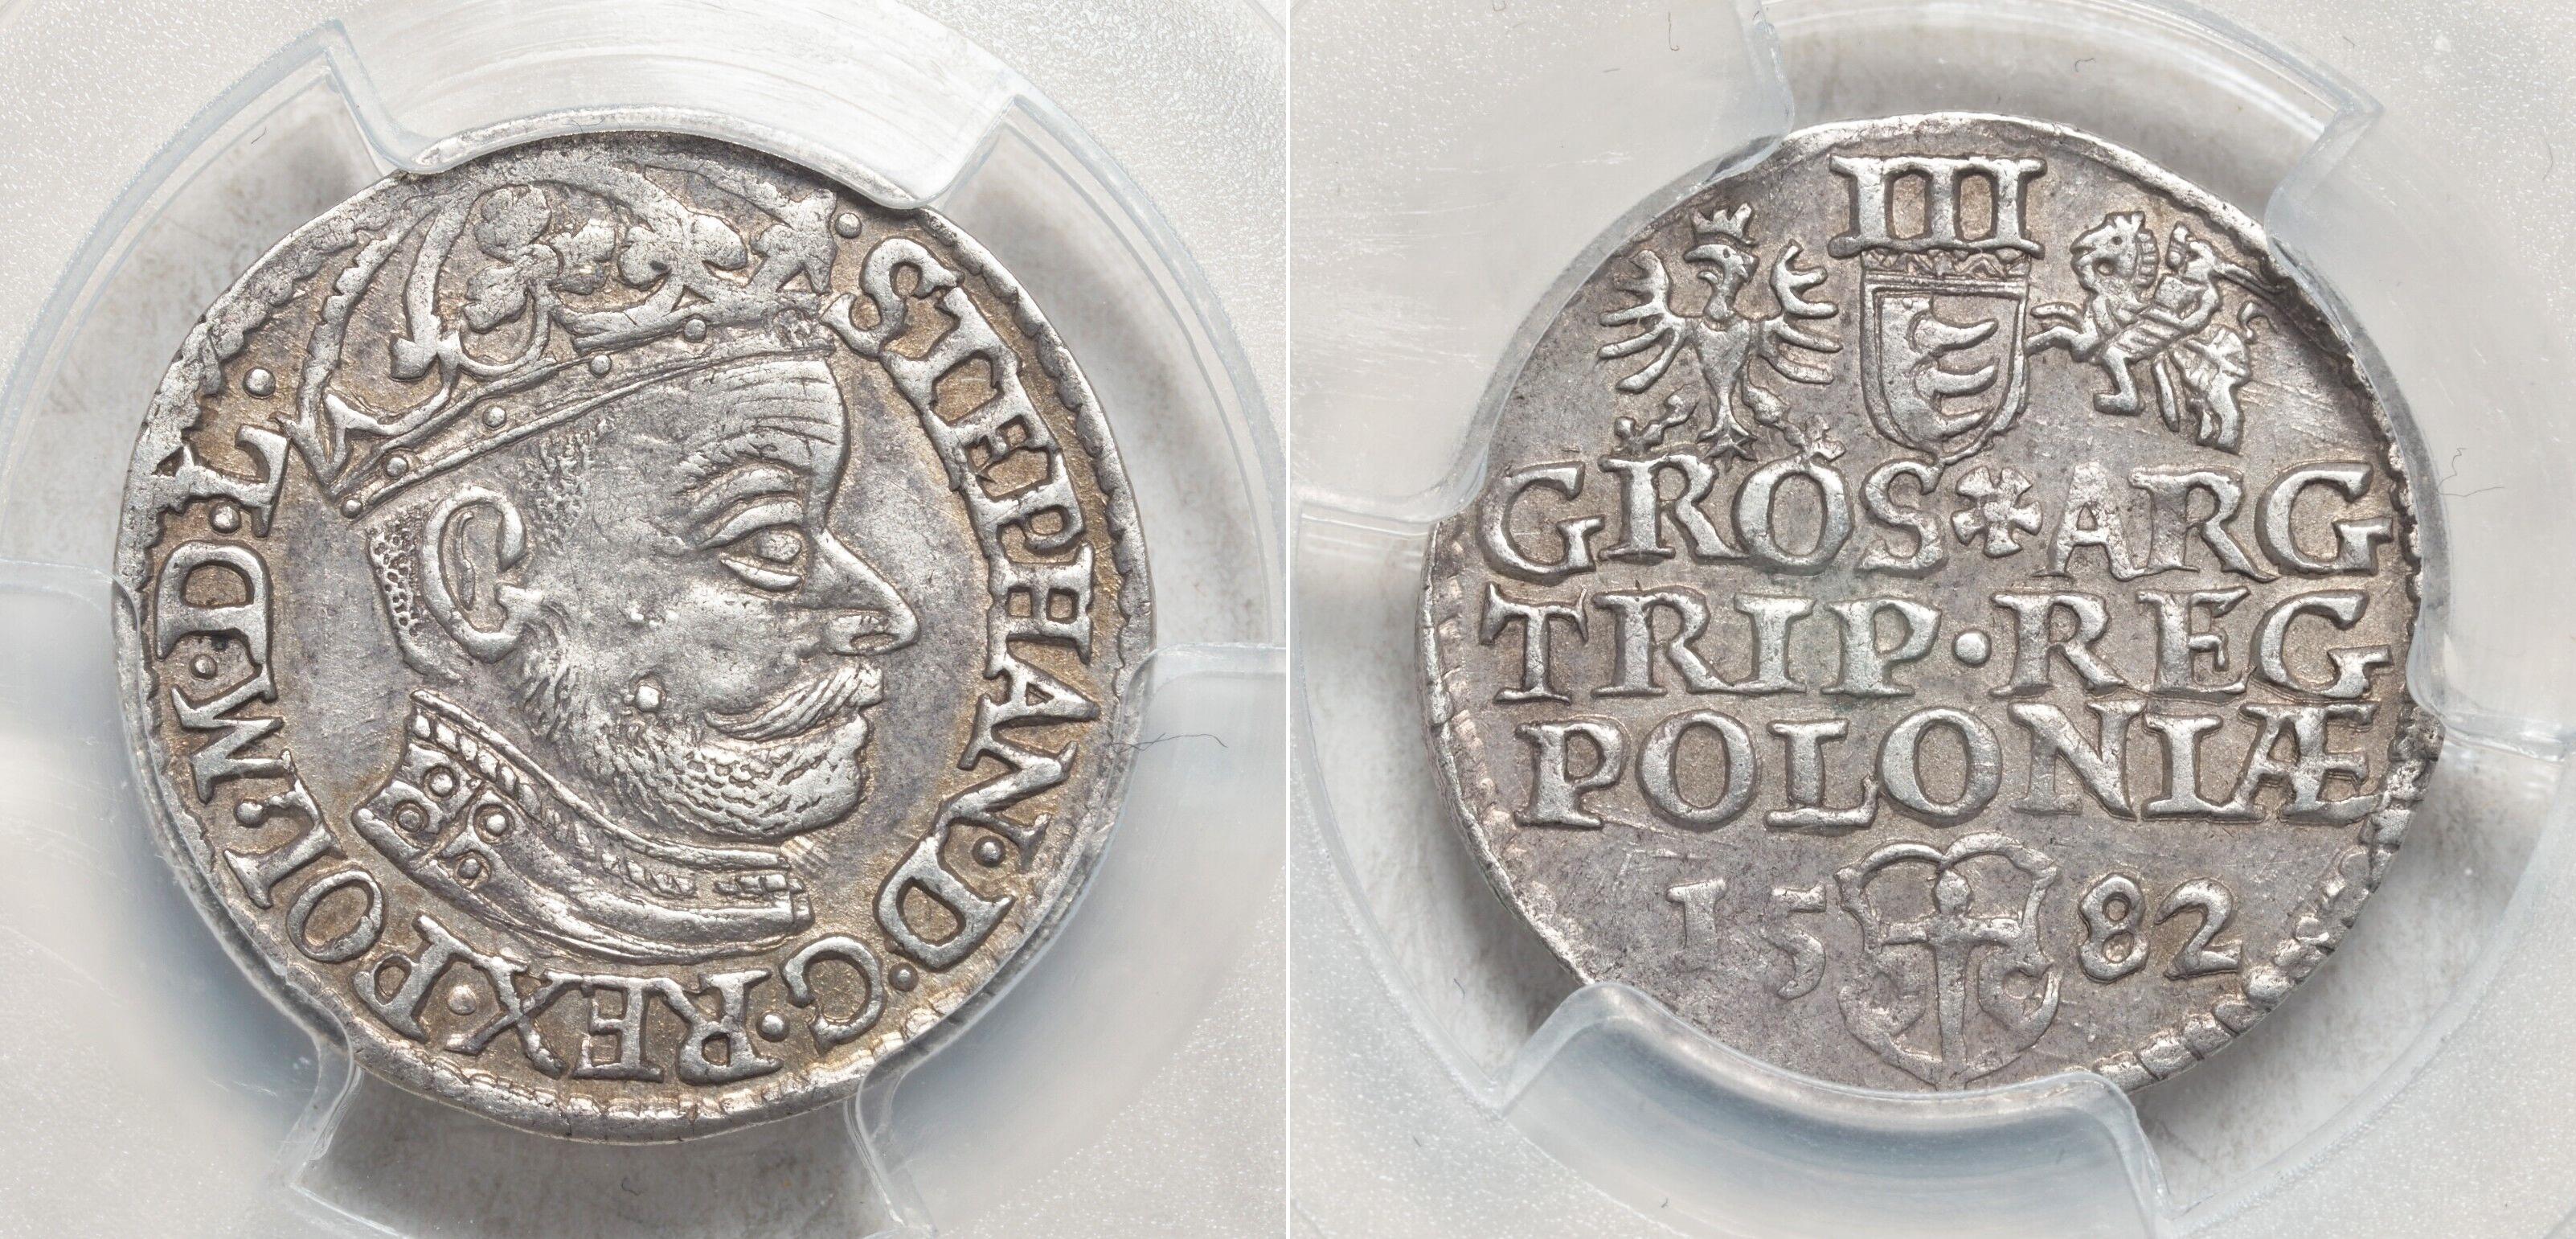 ·STEPHAN·D·G·REX·POL·M·D·L·
III
GROS ARG
TRIP·REG
POLONIÆ
15 82